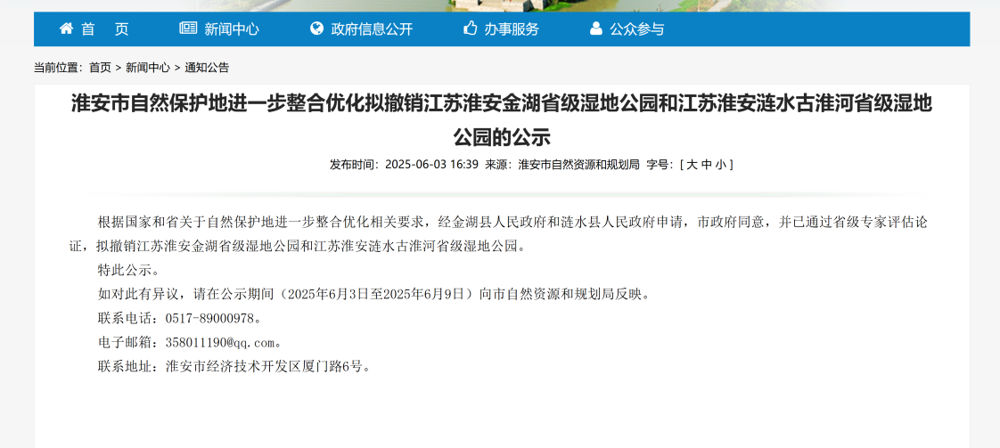 首 页 新闻中心 政府信息公开 办事服务 公众参与
当前位置：首页 > 新闻中心 > 通知公告
淮安市自然保护地进一步整合优化拟撤销江苏淮安金湖省级湿地公园和江苏淮安涟水古淮河省级湿地
公园的公示
发布时间：2025-06-03 16:39 来源：淮安市自然资源和规划局 字号：[ 大 中 小 ]
根据国家和省关于自然保护地进一步整合优化相关要求，经金湖县人民政府和涟水县人民政府申请，市政府同意，并已通过省级专家评估论
证，拟撤销江苏淮安金湖省级湿地公园和江苏淮安涟水古淮河省级湿地公园。
特此公示。
如对此有异议，请在公示期间（2025年6月3日至2025年6月9日）向市自然资源和规划局反映。
联系电话：0517-89000978。
电子邮箱：358011190@qq.com。
联系地址：淮安市经济技术开发区厦门路6号。